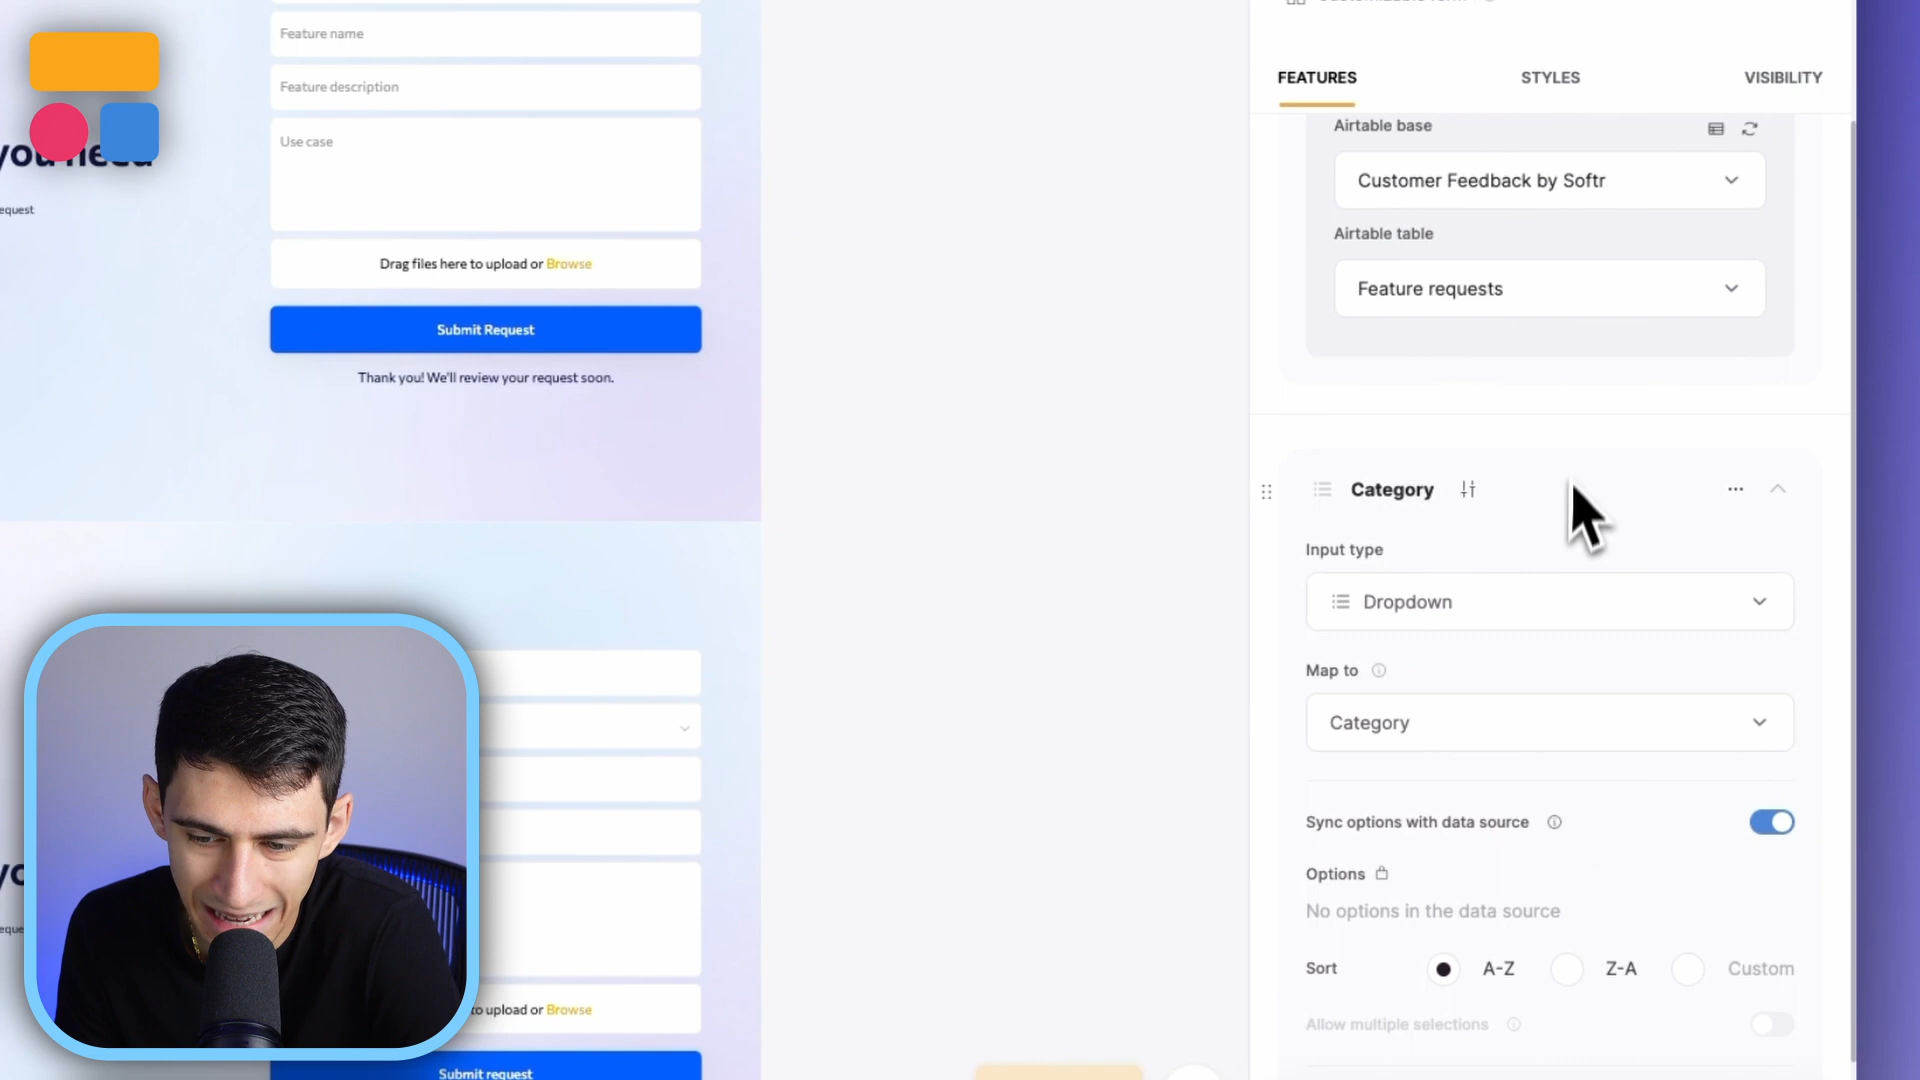 Feature name
Feature description
Use case
Drag files here to upload or Browse
Submit Request
Thank you! We'll review your request soon.
you need
equest
to upload or Browse
Submit request
FEATURES
STYLES
VISIBILITY
Airtable base
Customer Feedback by Softr
Airtable table
Feature requests
Category
Input type
Dropdown
Map to
Category
Sync options with data source
Options
No options in the data source
Sort
A-Z
Z-A
Custom
Allow multiple selections